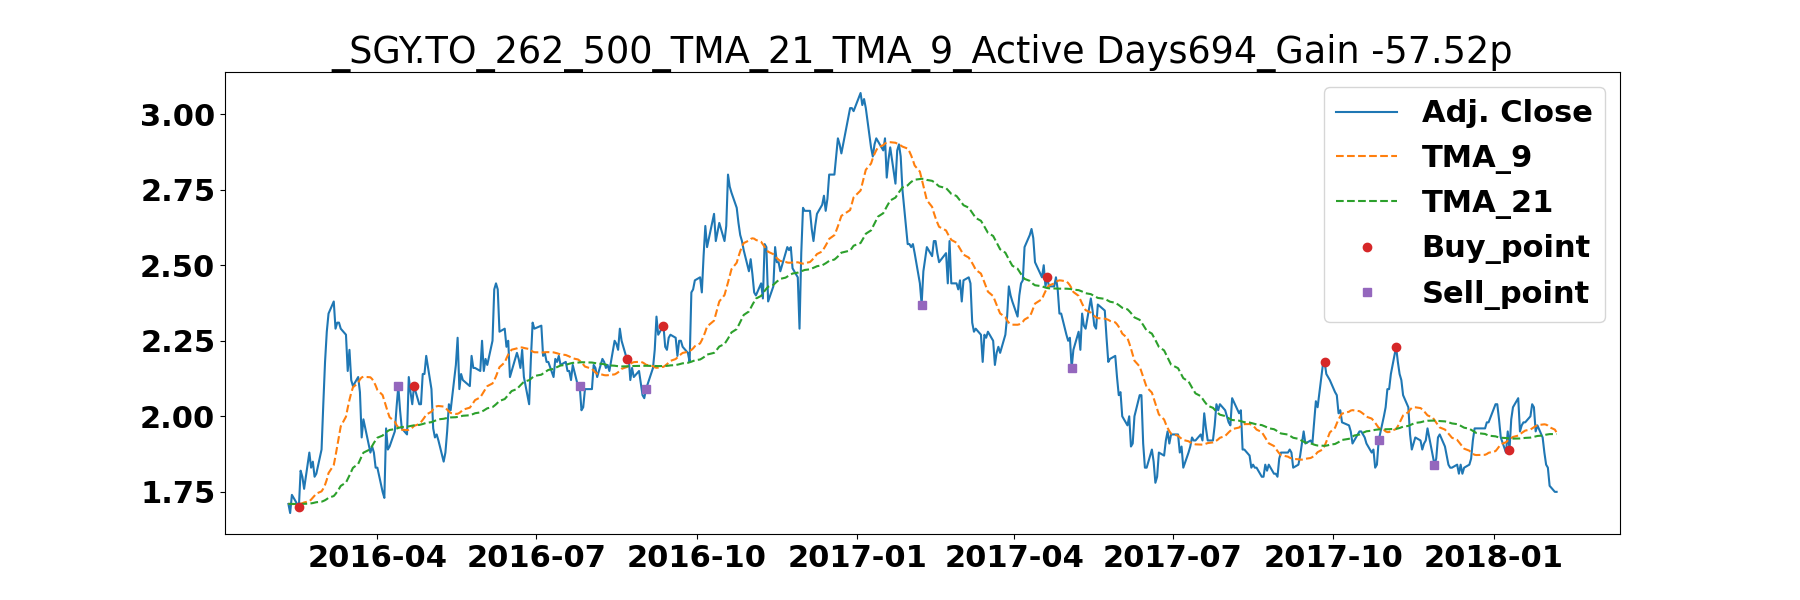 _SGY.TO_262_500_TMA_21_TMA_9_Active Days694_Gain -57.52p
3.00
2.75
2.50
2.25
2.00
1.75
Adj. Close
TMA_9
TMA_21
Buy_point
Sell_point
2016-04 2016-07 2016-10 2017-01 2017-04 2017-07 2017-10 2018-01